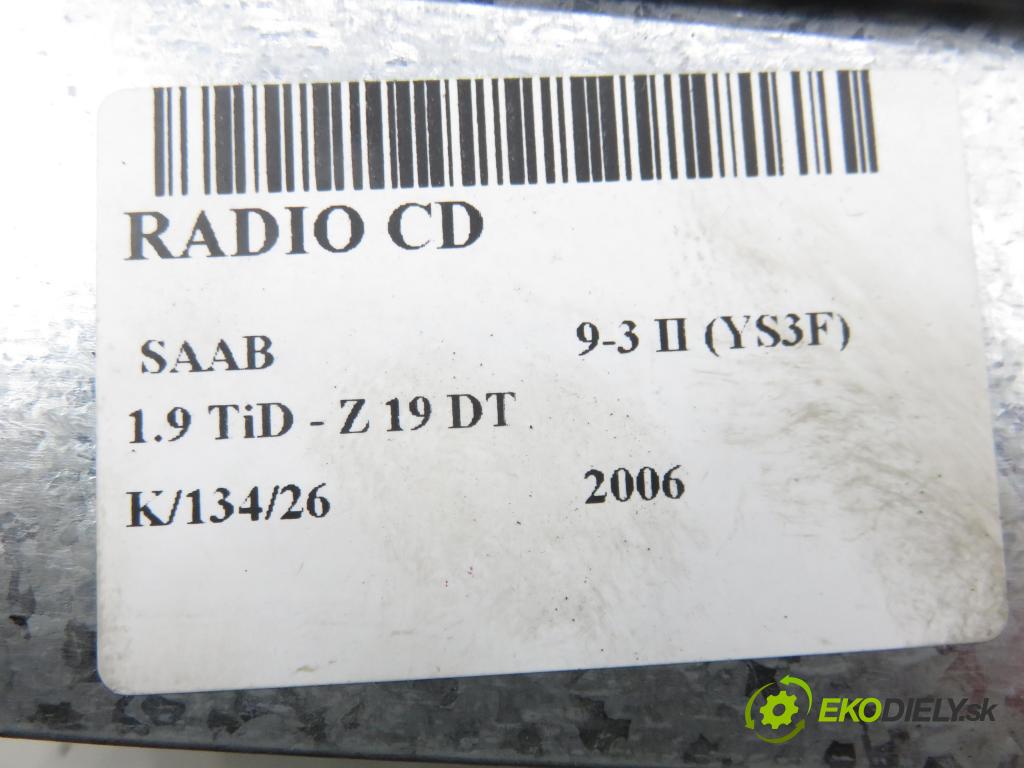 RADIO CD
SAAB 9-3 II (YS3F)
1.9 TiD - Z 19 DT
K/134/26 2006
EKODIELY.sk